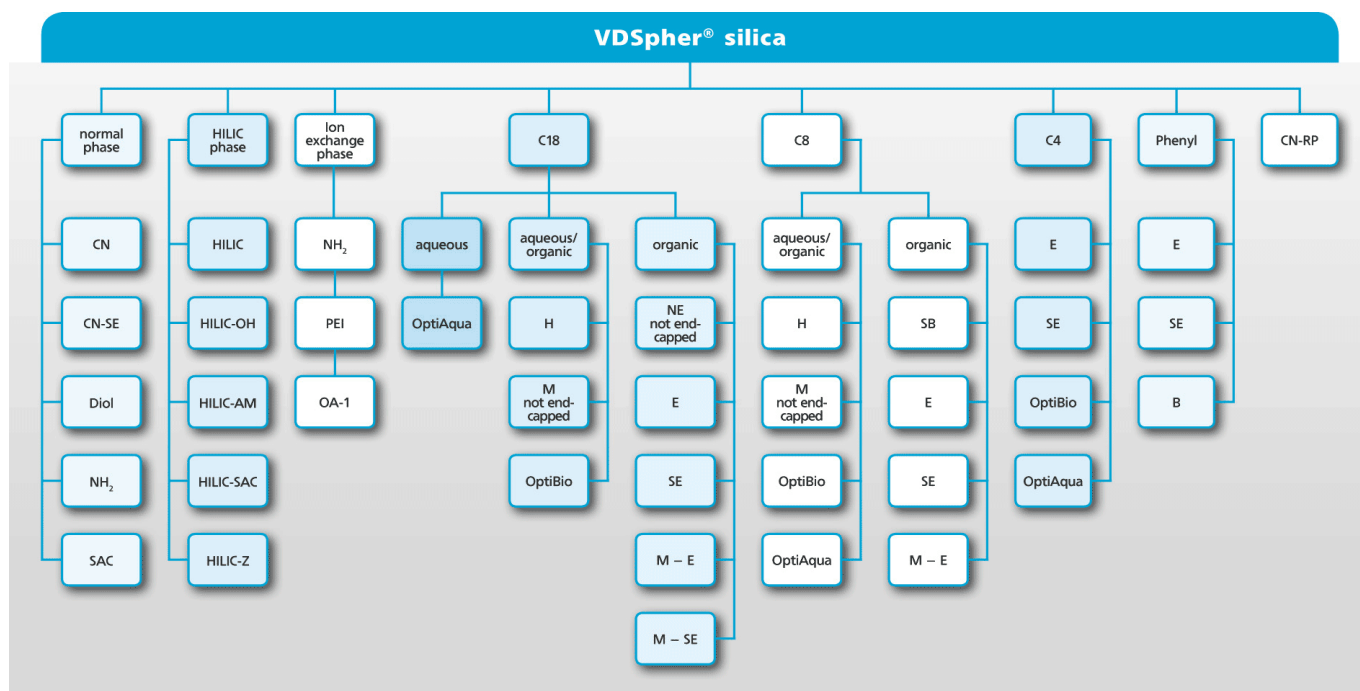 VDSpher® silica
normal
phase
HILIC
phase
Ion
exchange
phase
C18
C8
C4
Phenyl
CN-RP
CN
HILIC
NH₂
aqueous
aqueous/
organic
organic
aqueous/
organic
organic
E
E
CN-SE
HILIC-OH
PEI
OptiAqua
H
NE
not end-
capped
H
SB
SE
SE
Diol
HILIC-AM
OA-1
M
not end-
capped
E
M
not end-
capped
E
OptiBio
B
NH₂
HILIC-SAC
OptiBio
SE
OptiBio
SE
OptiAqua
SAC
HILIC-Z
M – E
OptiAqua
M – E
M – SE